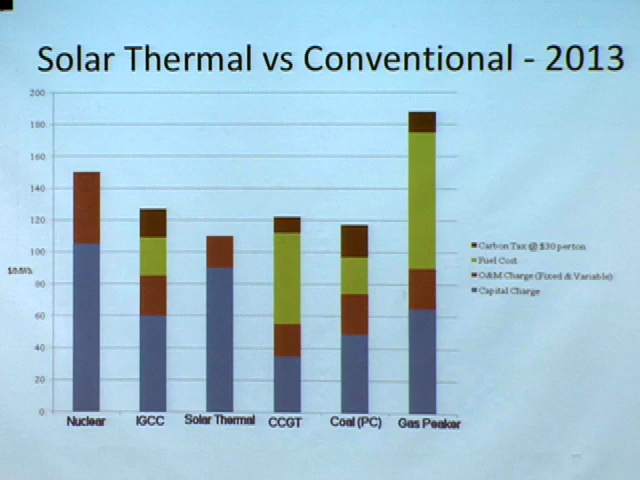 Solar Thermal vs Conventional - 2013
200
180
160
140
120
100
$/MWh
80
60
40
20
0
Nuclear
IGCC
Solar Thermal
CCGT
Coal (PC)
Gas Peaker
Carbon Tax @ $30 per ton
Fuel Cost
O&M Charge (Fixed & Variable)
Capital Charge